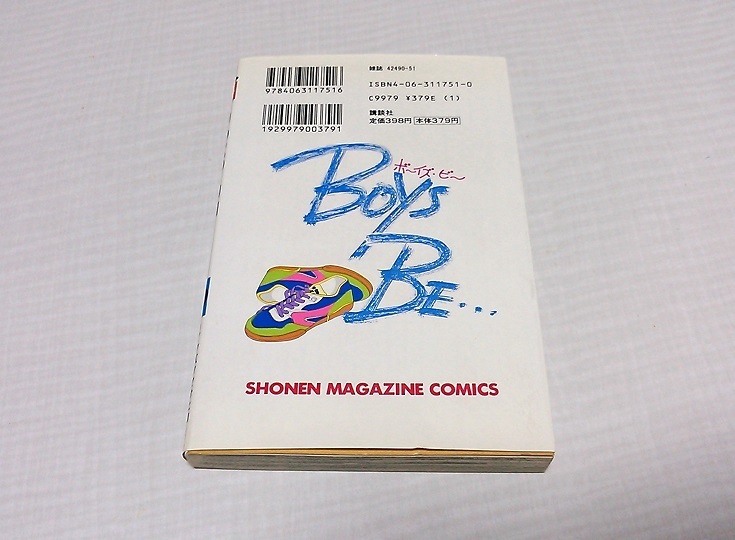 雑誌 42490-51
9784063117516
ISBN4-06-311751-0
C9979 ¥379E (1)
1929979003791
講談社
定価398円 本体379円
ボーイズ・ビー
BOYS
BE...
SHONEN MAGAZINE COMICS